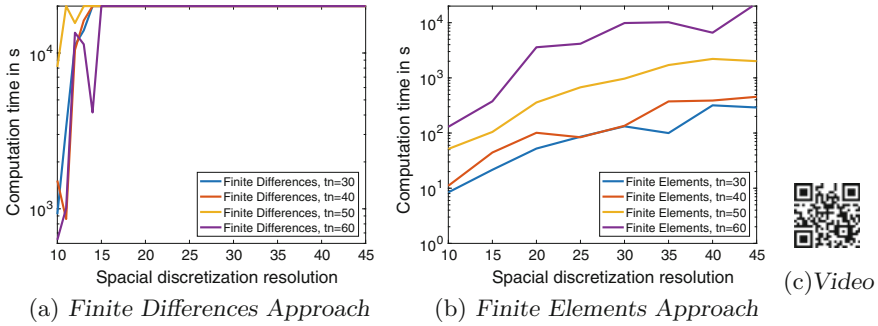 Computation time in s
10^4
10^3
10 15 20 25 30 35 40 45
Spacial discretization resolution
Finite Differences, tn=30
Finite Differences, tn=40
Finite Differences, tn=50
Finite Differences, tn=60
(a) Finite Differences Approach
Computation time in s
10^4
10^3
10^2
10^1
10^0
10 15 20 25 30 35 40 45
Spacial discretization resolution
Finite Elements, tn=30
Finite Elements, tn=40
Finite Elements, tn=50
Finite Elements, tn=60
(b) Finite Elements Approach
(c) Video